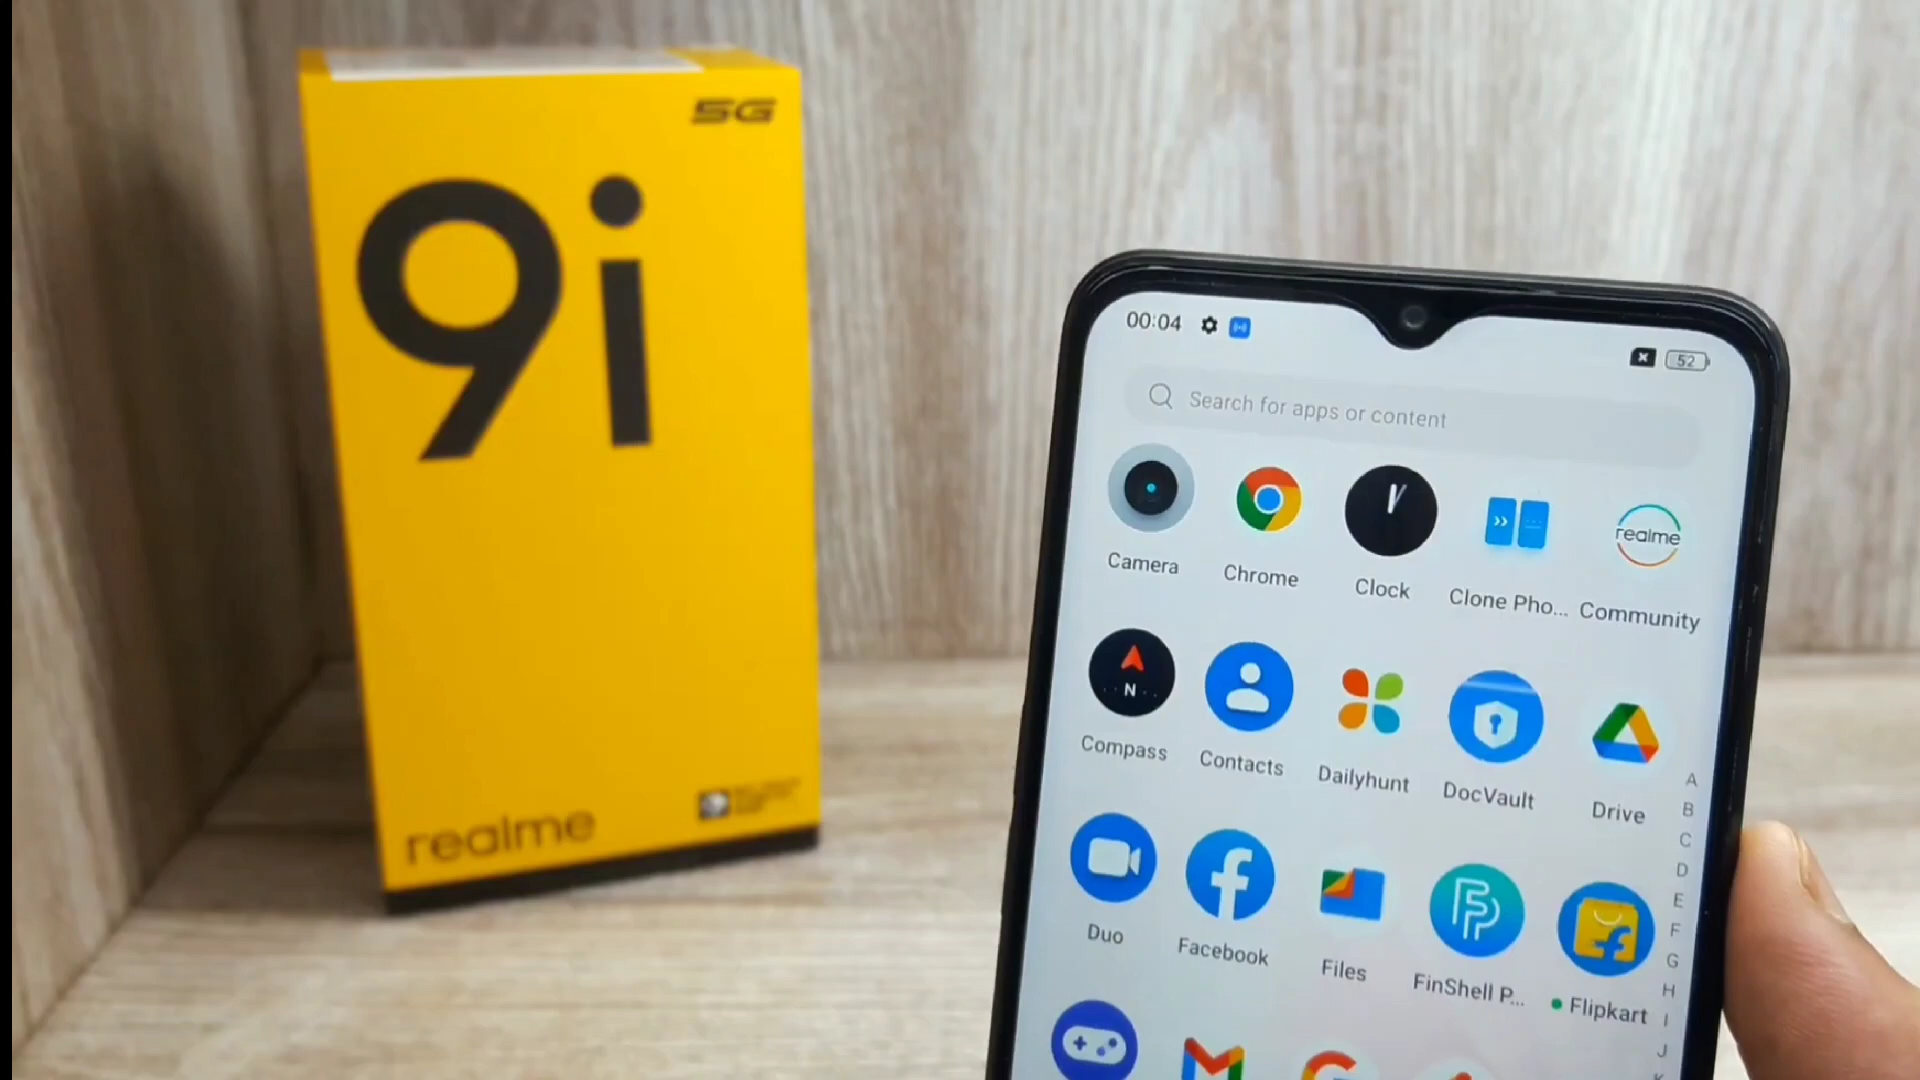 5G
9i
realme
00:04
52
Search for apps or content
Camera
Chrome
Clock
Clone Pho...
realme
Community
N
Compass
Contacts
Dailyhunt
DocVault
Drive
Duo
Facebook
Files
FinShell P...
Flipkart
A
B
C
D
E
F
G
H
I
J
K